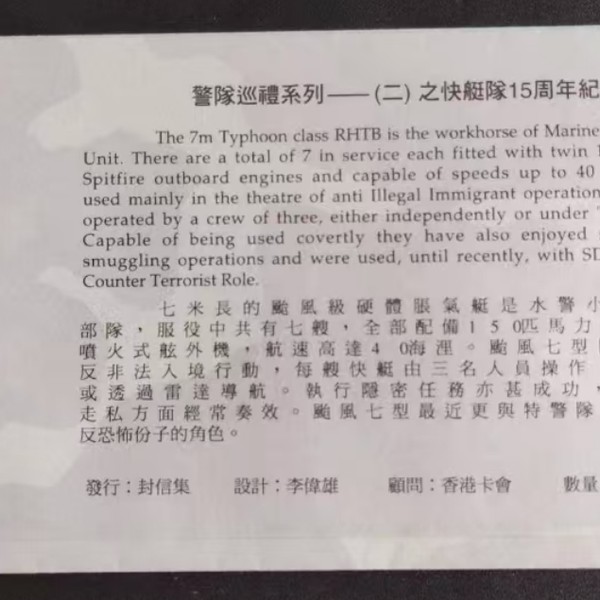 警隊巡禮系列——(二)之快艇隊15周年紀
The 7m Typhoon class RHTB is the workhorse of Marine
Unit. There are a total of 7 in service each fitted with twin
Spitfire outboard engines and capable of speeds up to 40
used mainly in the theatre of anti Illegal Immigrant operation
operated by a crew of three, either independently or under
Capable of being used covertly they have also enjoyed
smuggling operations and were used, until recently, with SD
Counter Terrorist Role.
七米長的颱風級硬體脹氣艇是水警小
部隊,服役中共有七艘,全部配備150匹馬力
噴火式舷外機,航速高達40海浬。颱風七型
反非法入境行動,每艘快艇由三名人員操作
或透過雷達導航。執行隱密任務亦甚成功,
走私方面經常奏效。颱風七型最近更與特警隊
反恐怖份子的角色。
發行:封信集 設計:李偉雄 顧問:香港卡會 數量